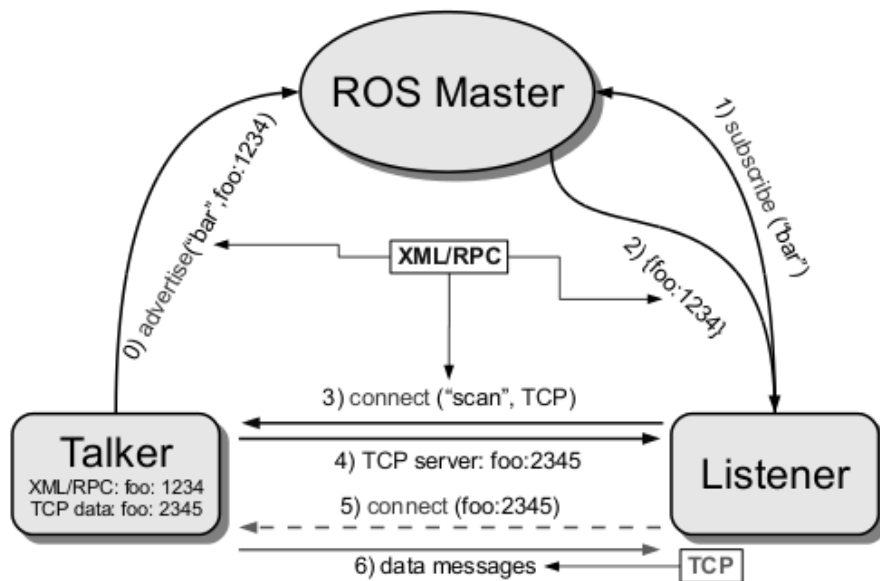 ROS Master
0) advertise(“bar”,foo:1234)
1) subscribe (“bar”)
XML/RPC
2) {foo:1234}
3) connect (“scan”, TCP)
Talker
XML/RPC: foo: 1234
TCP data: foo: 2345
4) TCP server: foo:2345
Listener
5) connect (foo:2345)
6) data messages
TCP